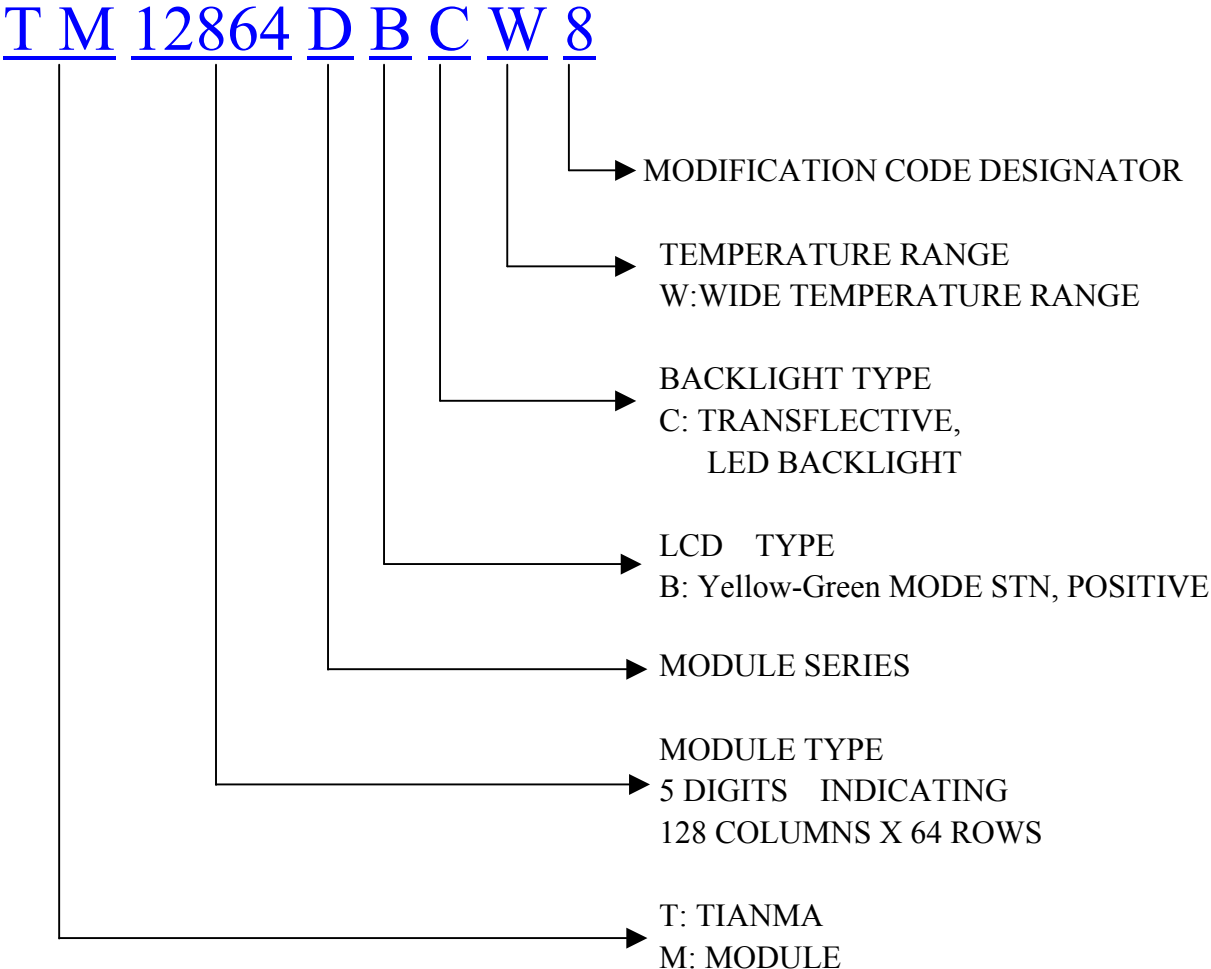 T M 12864 D B C W 8
MODIFICATION CODE DESIGNATOR
TEMPERATURE RANGE
W:WIDE TEMPERATURE RANGE
BACKLIGHT TYPE
C: TRANSFLECTIVE,
LED BACKLIGHT
LCD TYPE
B: Yellow-Green MODE STN, POSITIVE
MODULE SERIES
MODULE TYPE
5 DIGITS INDICATING
128 COLUMNS X 64 ROWS
T: TIANMA
M: MODULE